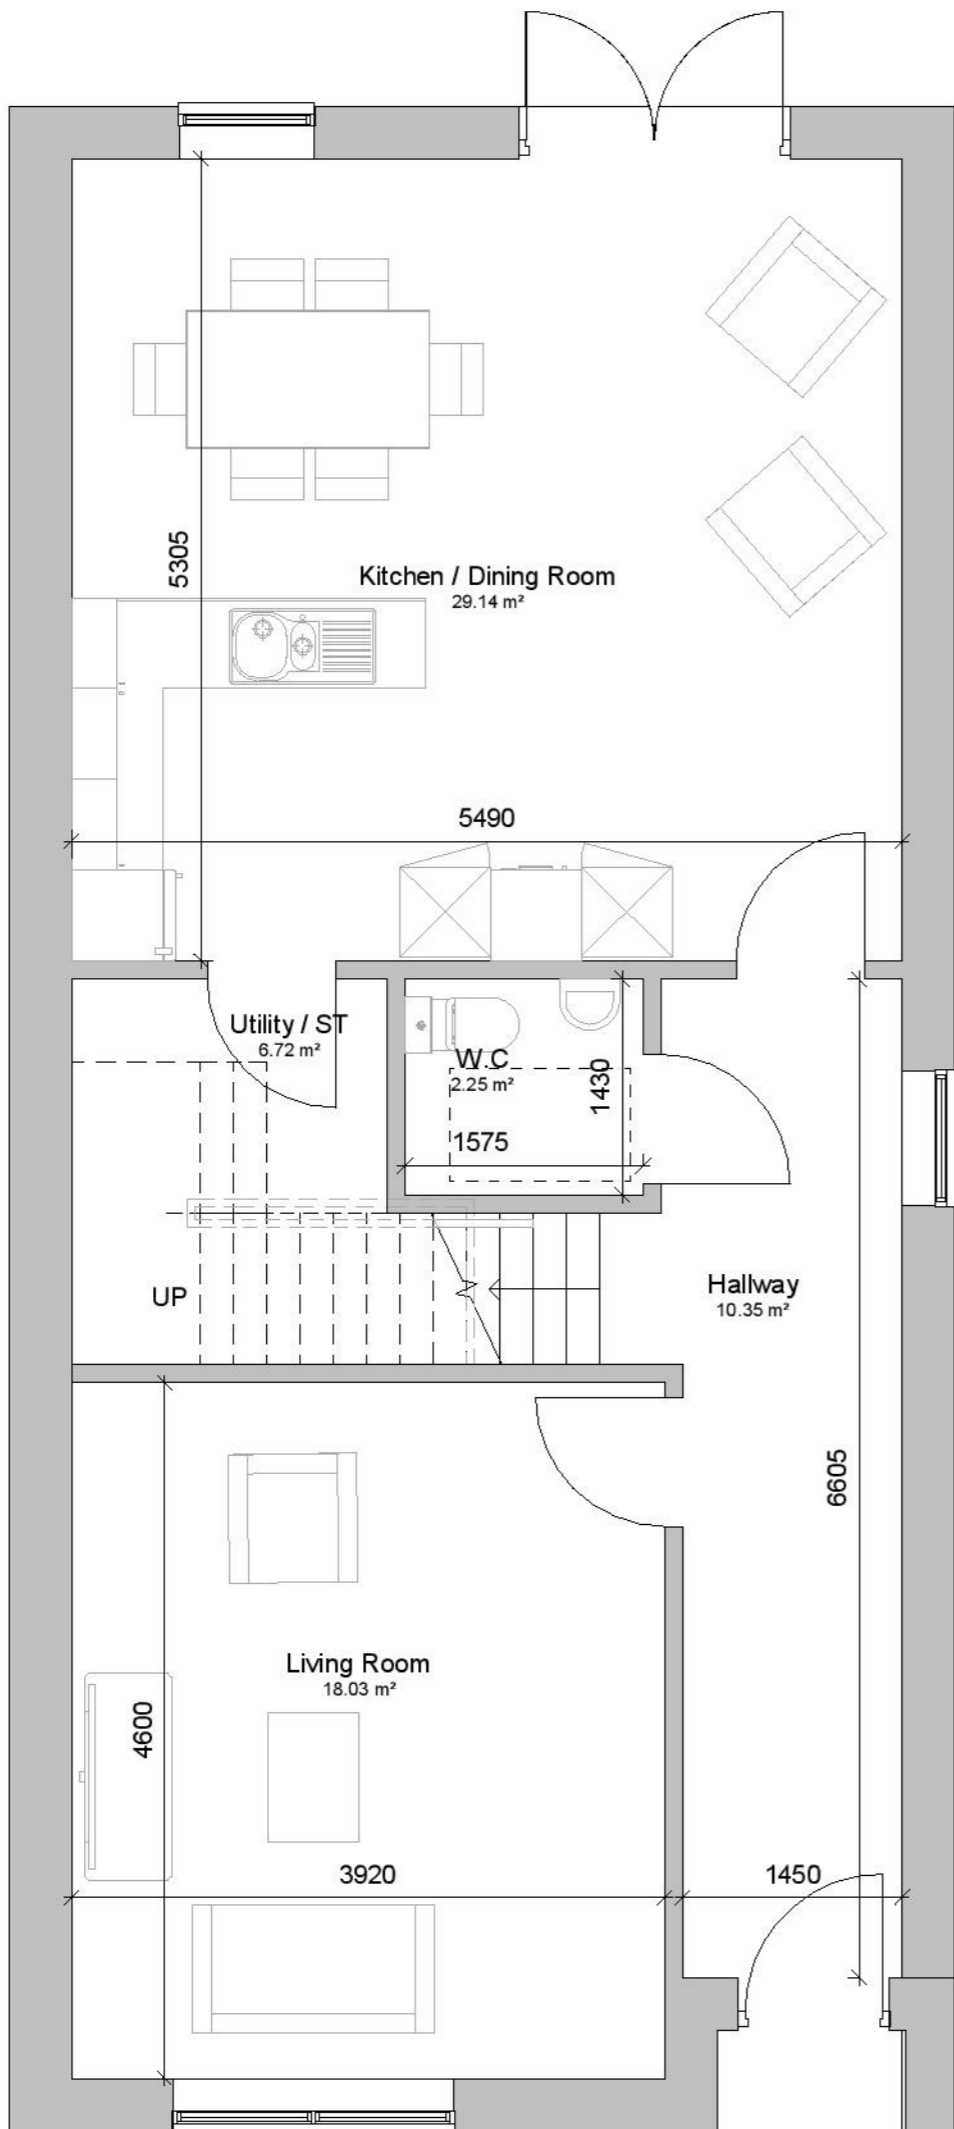 5305
Kitchen / Dining Room
29.14 m²
5490
Utility / ST
6.72 m²
W.C
2.25 m²
1430
1575
UP
Hallway
10.35 m²
6605
Living Room
18.03 m²
4600
3920
1450